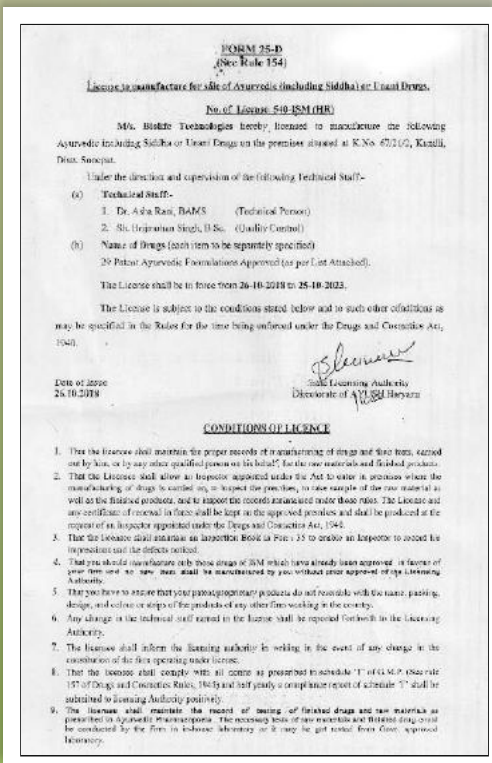 FORM 25-D
(See Rule 154)
License to manufacture for sale of Ayurvedic (including Siddha) or Unani Drugs.
No. of License 540-ISM (HR)
M/s. Biolife Technologies hereby licensed to manufacture the following
Ayurvedic including Siddha or Unani Drugs on the premises situated at K.No. 67/21/2, Kundli,
Distt. Sonepat.
Under the direction and supervision of the following Technical Staff:-
(a) Technical Staff:-
1. Dr. Asha Rani, BAMS (Technical Person)
2. Sh. Singh, B.Sc. (Quality Control)
(b) Name of Drugs (each item to be separately specified)
29 Patent Ayurvedic Formulations Approved (as per List Attached).
The License shall be in force from 26-10-2018 to 25-10-2023.
The License is subject to the conditions stated below and to such other conditions as
may be specified in the Rules for the time being enforced under the Drugs and Cosmetics Act,
1940.
Date of Issue
State Licensing Authority
26.10.2018
Directorate of AYUSH Haryana
CONDITIONS OF LICENCE
1. That the licensee shall maintain the proper records of manufacturing of drugs and their tests, carried
out by him, or by any other qualified person on his behalf, for the raw materials and finished products.
2. That the Licensee shall allow an Inspector appointed under the Act to enter in premises where the
manufacturing of drugs is carried on, to inspect the premises, to take sample of the raw material as
well as the finished products, and to inspect the records maintained under these rules. The License and
any certificate of renewal in force shall be kept on the approved premises and shall be produced at the
request of an Inspector appointed under the Drugs and Cosmetics Act, 1940.
3. That the licensee shall maintain an Inspection Book in Form 35 to enable an Inspector to record his
impressions and the defects noticed.
4. That you should manufacture only those drugs of ISM which have already been approved in favour of
your firm and no new item shall be manufactured by you without prior approval of the Licensing
Authority.
5. That you have to ensure that your patent/proprietary products do not resemble with the name, packing,
design, and colour or strips of the products of any other firm working in the country.
6. Any change in the technical staff named in the license shall be reported forthwith to the Licensing
Authority.
7. The licensee shall inform the licensing authority in writing in the event of any change in the
constitution of the firm operating under license.
8. That the licensee shall comply with all norms as prescribed in schedule 'T' of G.M.P. (See rule
157 of Drugs and Cosmetics Rules, 1945) and half yearly a compliance report of schedule 'T' shall be
submitted to licensing Authority positively.
9. The licensee shall maintain the record of testing of finished drugs and raw materials as
prescribed in Ayurvedic Pharmacopoeia. The necessary tests of raw materials and finished drug could
be conducted by the firm in in-house laboratory or it may be got tested from Govt. approved
laboratory.